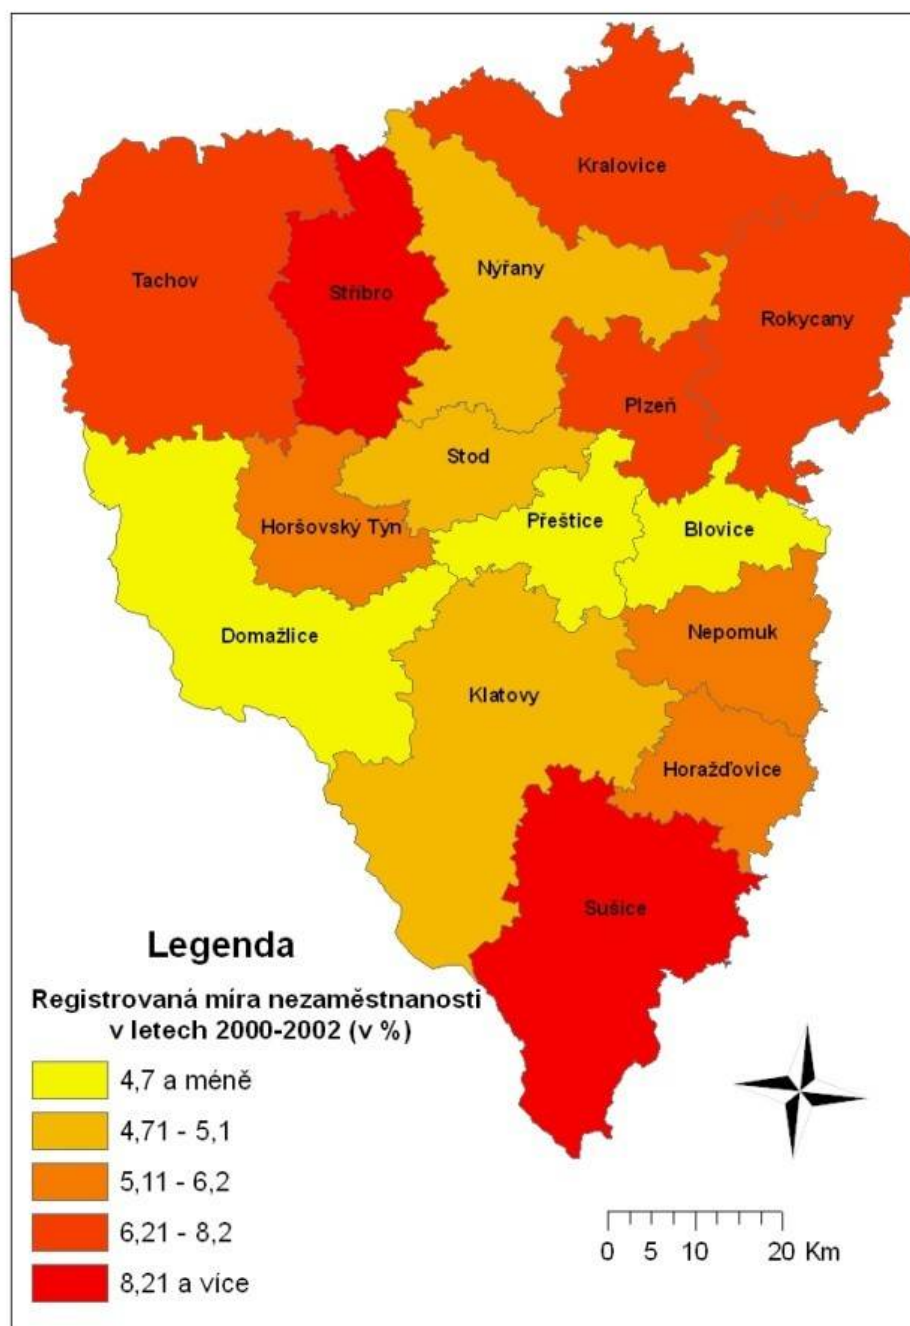 Kralovice
Tachov
Stříbro
Nýřany
Rokycany
Plzeň
Stod
Horšovský Týn
Přeštice
Blovice
Domažlice
Nepomuk
Klatovy
Horažďovice
Sušice
Legenda
Registrovaná míra nezaměstnanosti
v letech 2000-2002 (v %)
4,7 a méně
4,71 - 5,1
5,11 - 6,2
6,21 - 8,2
8,21 a více
0 5 10 20 Km